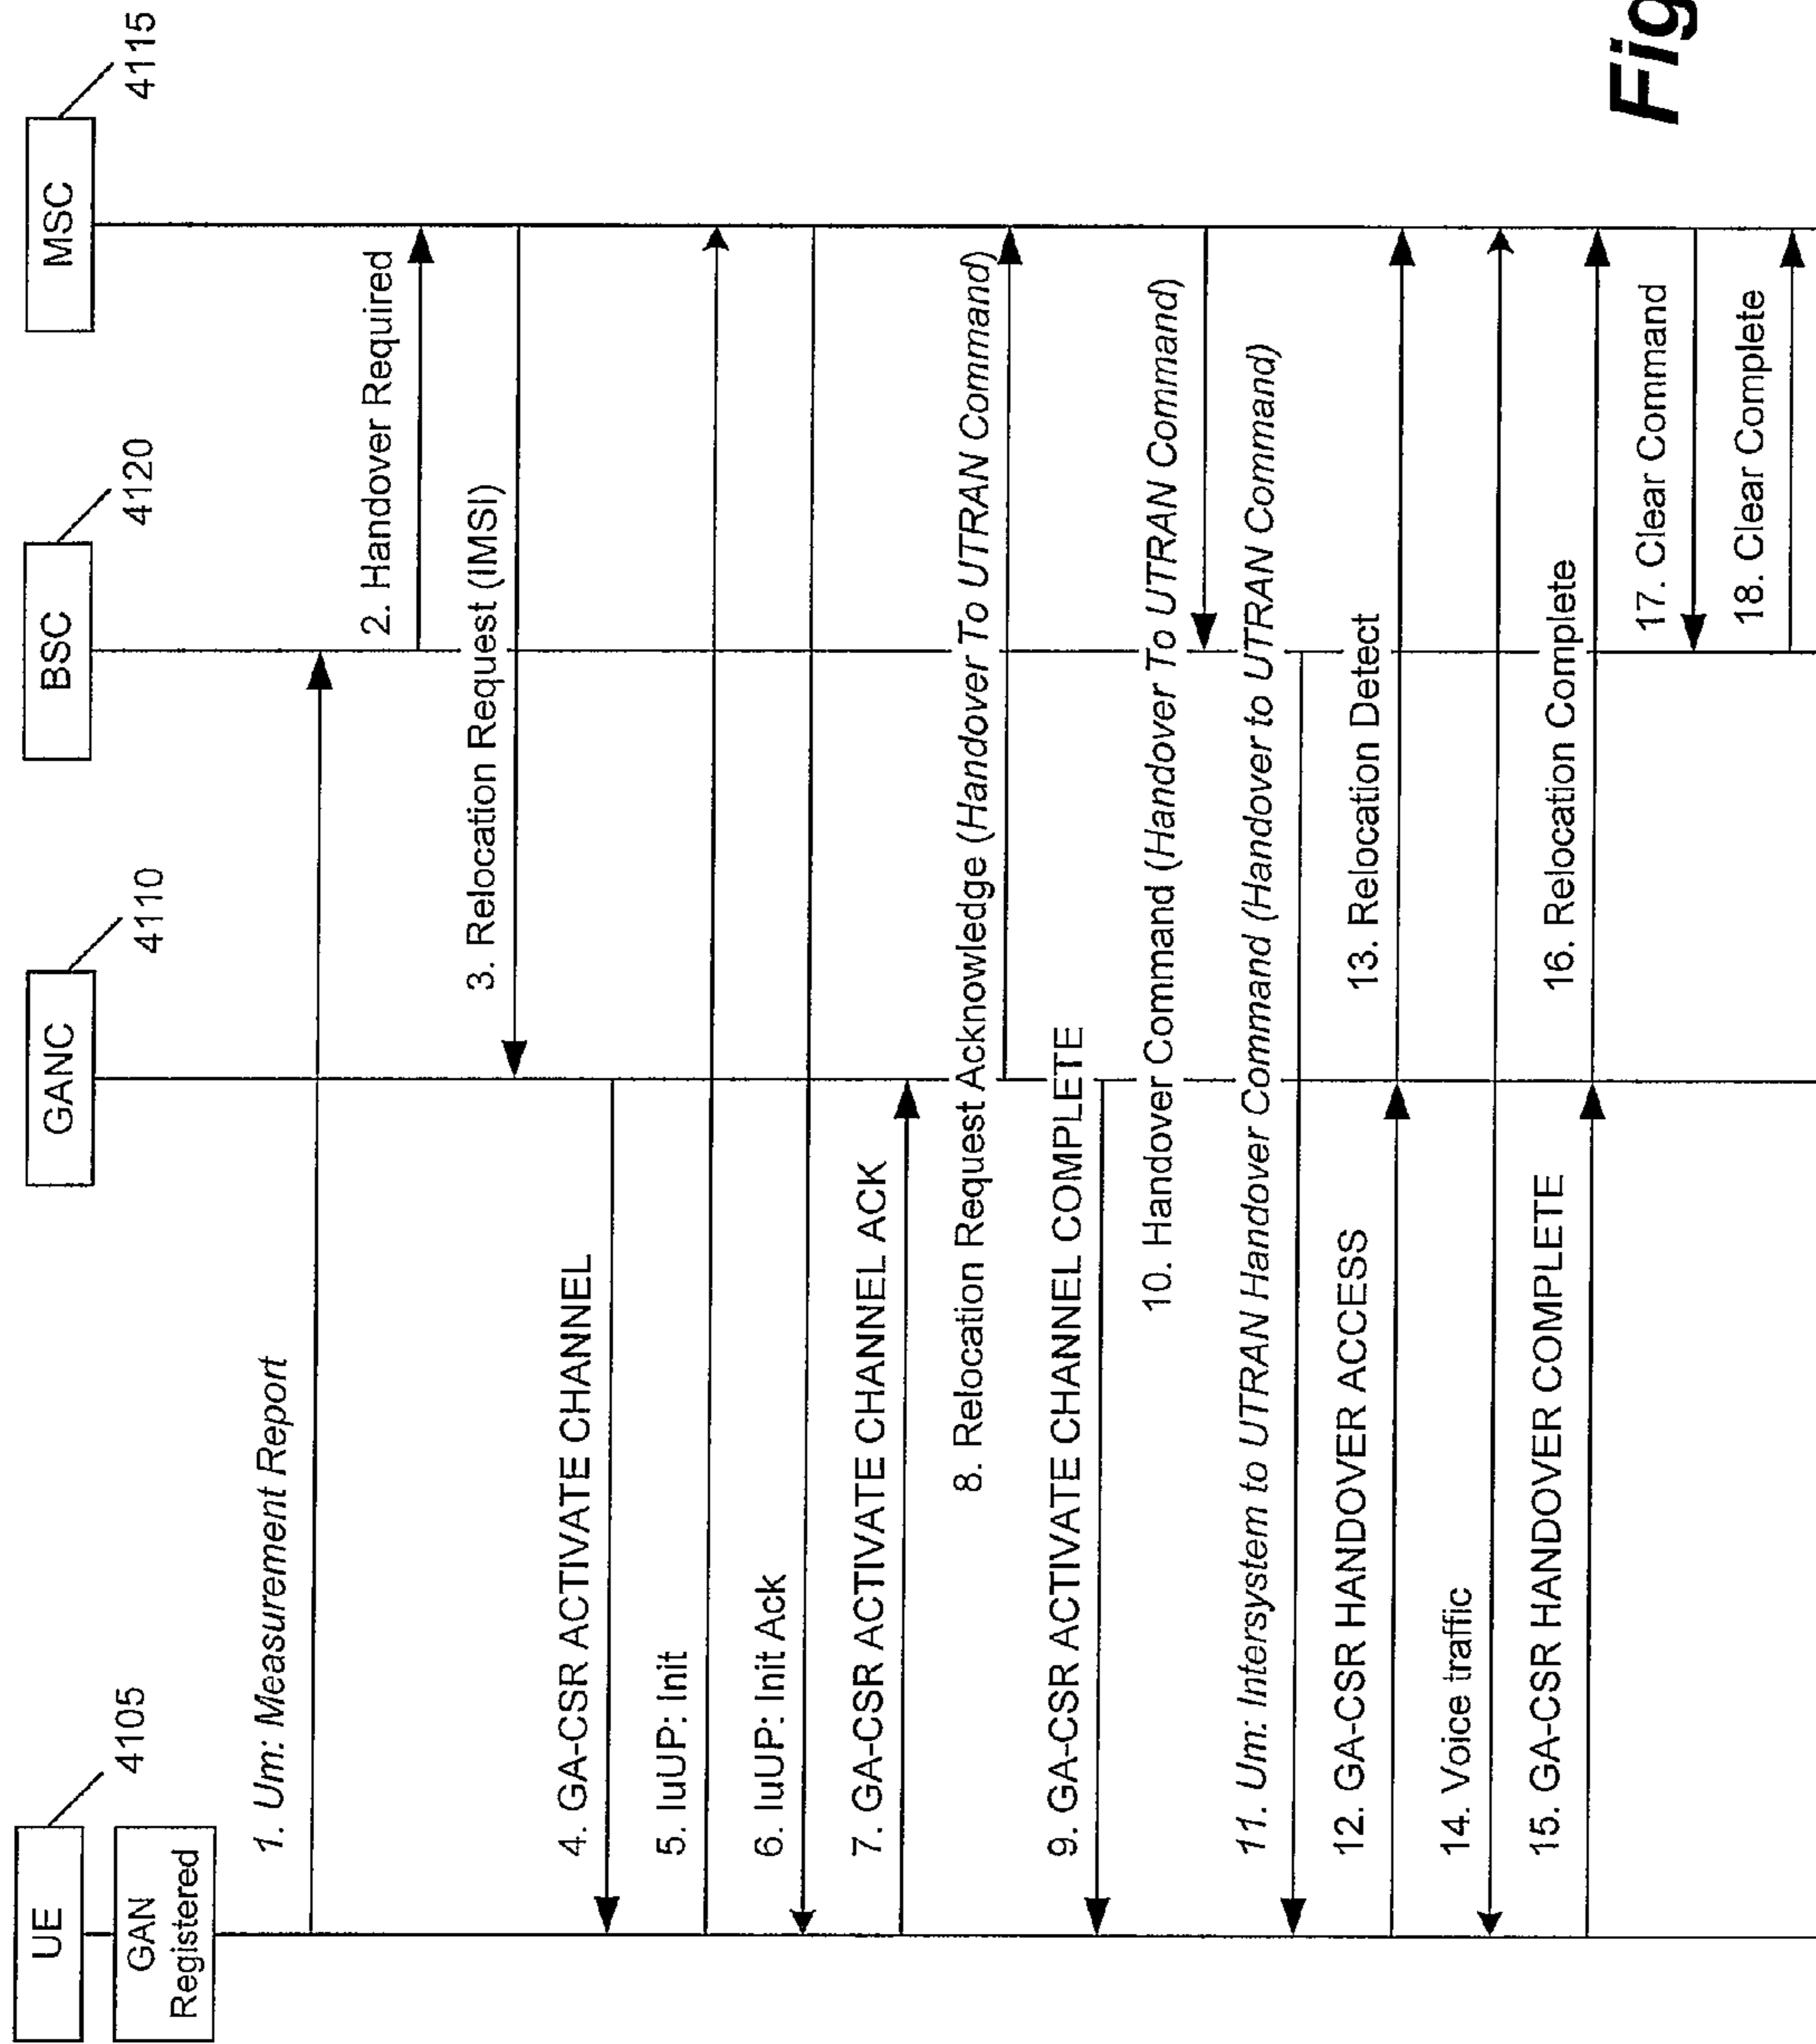 UE
4105
GAN
Registered
GANC
4110
BSC
4120
MSC
4115
1. Um: Measurement Report
2. Handover Required
3. Relocation Request (IMSI)
4. GA-CSR ACTIVATE CHANNEL
5. IuUP: Init
6. IuUP: Init Ack
7. GA-CSR ACTIVATE CHANNEL ACK
8. Relocation Request Acknowledge (Handover To UTRAN Command)
9. GA-CSR ACTIVATE CHANNEL COMPLETE
10. Handover Command (Handover To UTRAN Command)
11. Um: Intersystem to UTRAN Handover Command (Handover to UTRAN Command)
12. GA-CSR HANDOVER ACCESS
13. Relocation Detect
14. Voice traffic
15. GA-CSR HANDOVER COMPLETE
16. Relocation Complete
17. Clear Command
18. Clear Complete
Fig